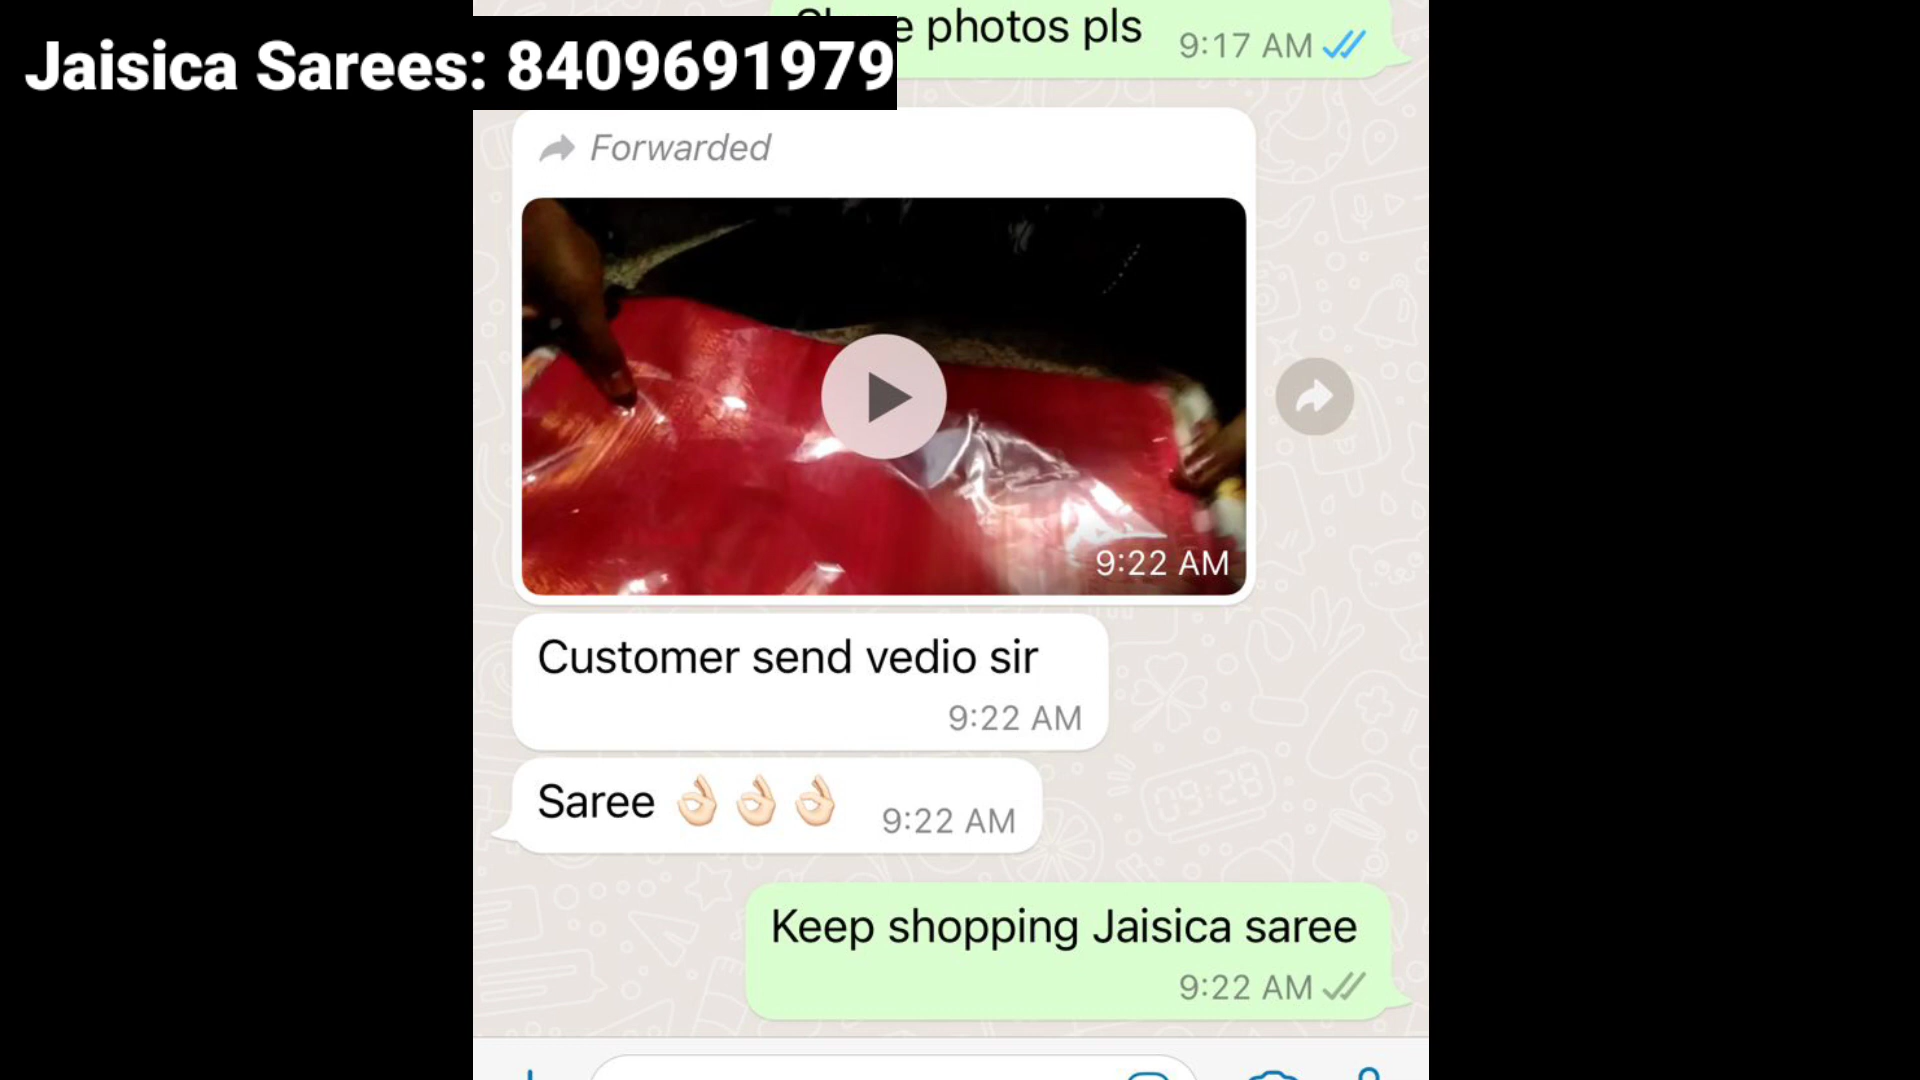 e photos pls
9:17 AM
Jaisica Sarees: 8409691979
Forwarded
9:22 AM
Customer send vedio sir
9:22 AM
Saree 👌🏻👌🏻👌🏻 9:22 AM
Keep shopping Jaisica saree
9:22 AM